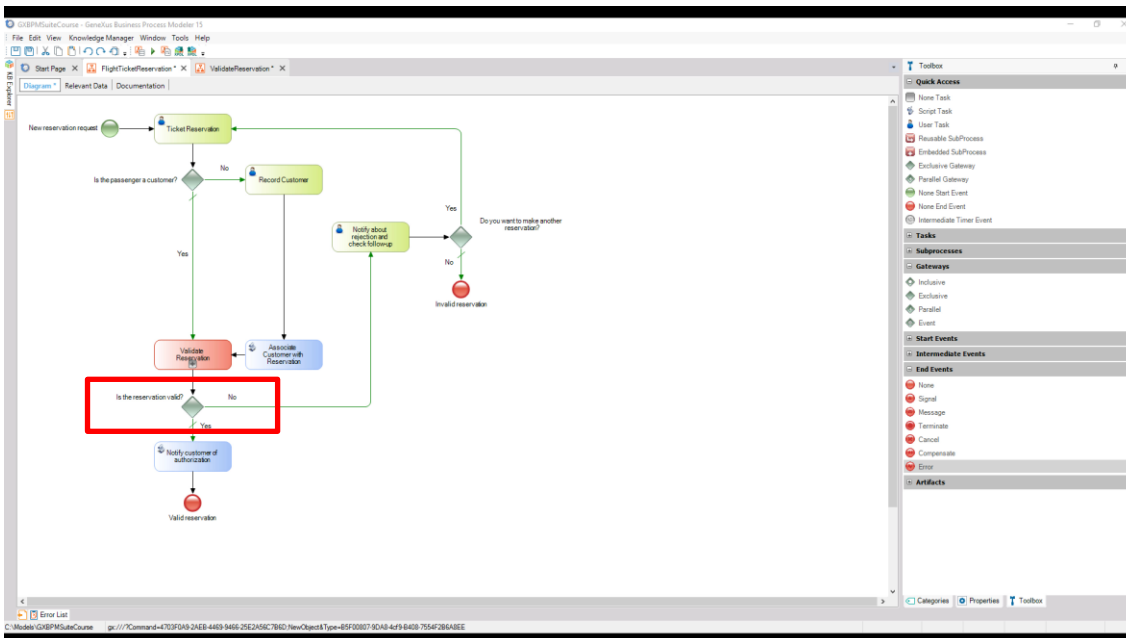 GXBPMSuiteCourse - GeneXus Business Process Modeler 15
File Edit View Knowledge Manager Window Tools Help
Start Page X FlightTicketReservation * X ValidateReservation * X
Diagram * Relevant Data Documentation
KB Explorer
New reservation request
Ticket Reservation
Is the passenger a customer?
No
Record Customer
Yes
Notify about
rejection and
check follow-up
Yes
Do you want to make another
reservation?
No
Invalid reservation
Validate
Reservation
Associate
Customer with
Reservation
Is the reservation valid?
No
Yes
Notify customer of
authorization
Valid reservation
Toolbox
Quick Access
None Task
Script Task
User Task
Reusable SubProcess
Embedded SubProcess
Exclusive Gateway
Parallel Gateway
None Start Event
None End Event
Intermediate Timer Event
Tasks
Subprocesses
Gateways
Inclusive
Exclusive
Parallel
Event
Start Events
Intermediate Events
End Events
None
Signal
Message
Terminate
Cancel
Compensate
Error
Artifacts
Categories Properties Toolbox
Error List
C:\Models\GXBPMSuiteCourse